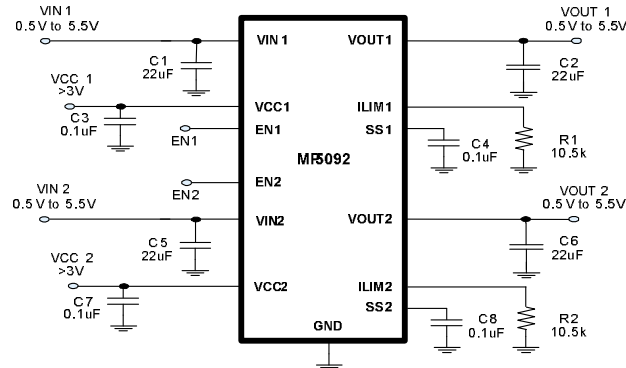 VIN 1
0.5V to 5.5V
VOUT 1
0.5V to 5.5V
VIN 1
VOUT1
C1
22uF
C2
22uF
VCC 1
>3V
VCC1
ILIM1
C3
0.1uF
EN1
EN1
SS1
C4
0.1uF
R1
10.5k
MP5092
EN2
EN2
VIN 2
0.5V to 5.5V
VOUT 2
0.5V to 5.5V
VIN2
VOUT2
C5
22uF
C6
22uF
VCC 2
>3V
VCC2
ILIM2
C7
0.1uF
SS2
C8
0.1uF
R2
10.5k
GND